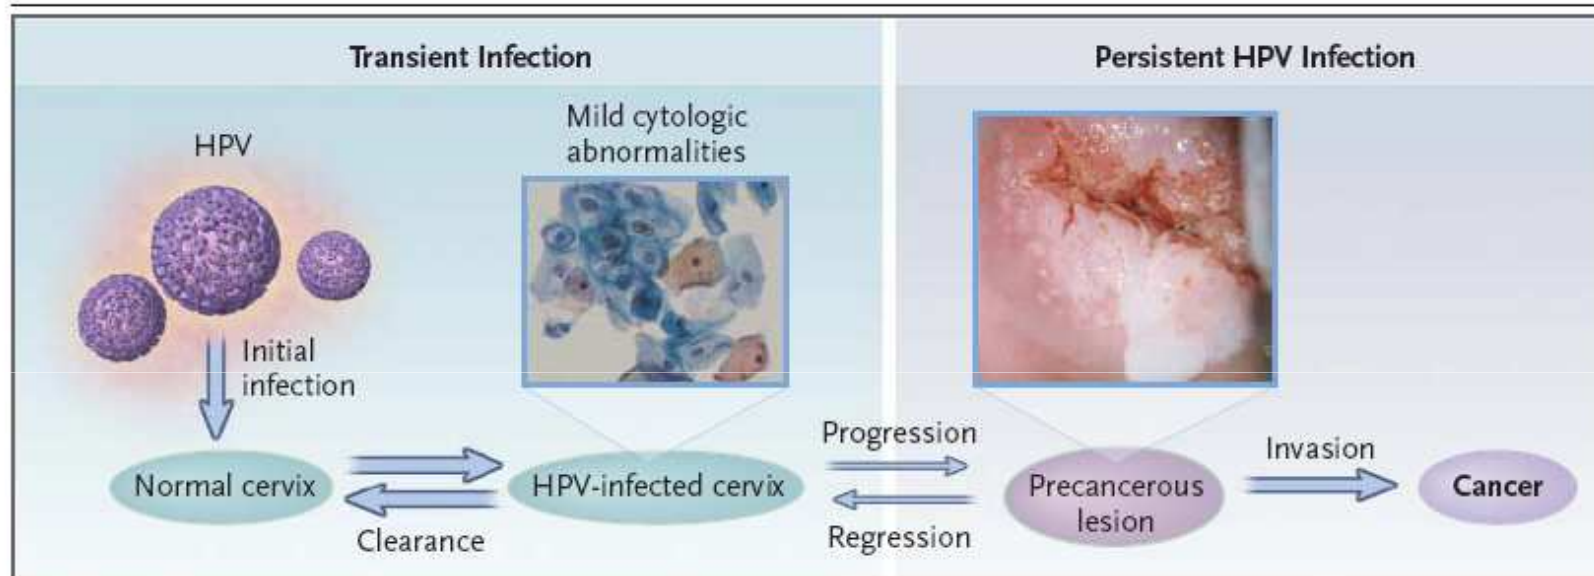 Transient Infection
Persistent HPV Infection
HPV
Mild cytologic
abnormalities
Initial
infection
Normal cervix
Clearance
HPV-infected cervix
Progression
Regression
Precancerous
lesion
Invasion
Cancer